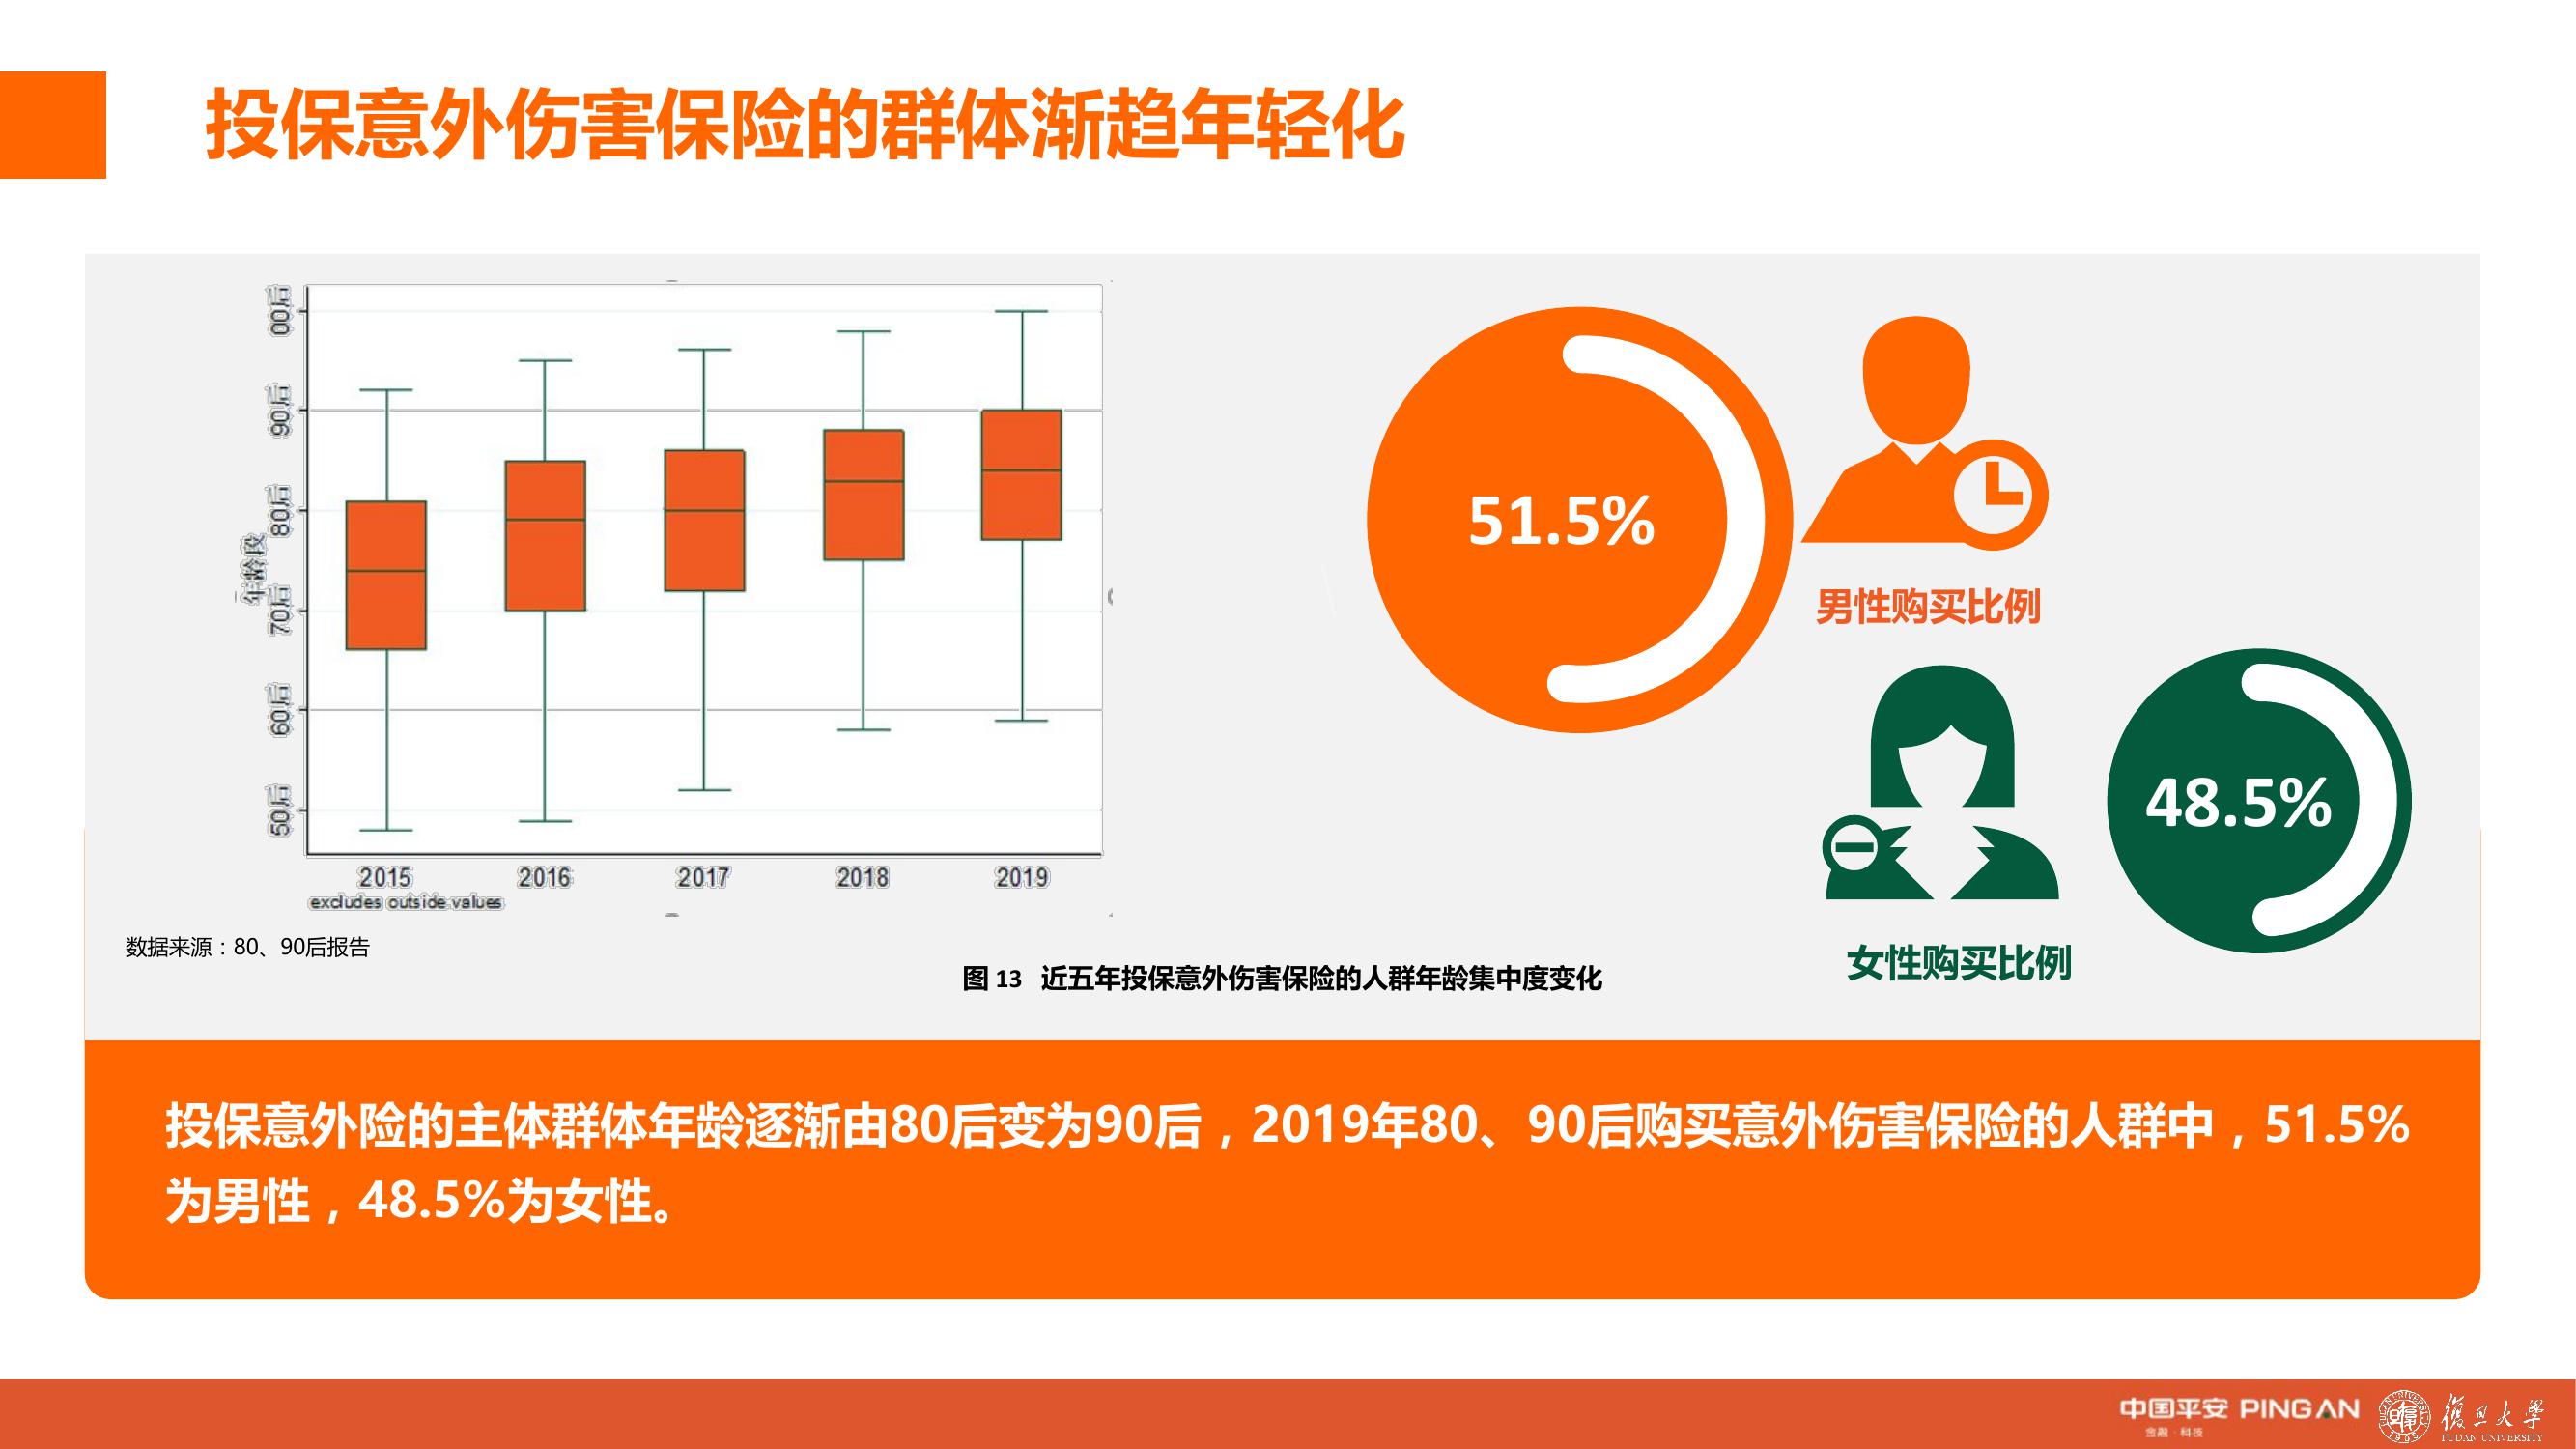 投保意外伤害保险的群体渐趋年轻化
00后
90后
80后
70后
60后
50后
年龄段
2015
2016
2017
2018
2019
excludes outside values
51.5%
男性购买比例
48.5%
女性购买比例
数据来源：80、90后报告
图 13 近五年投保意外伤害保险的人群年龄集中度变化
投保意外险的主体群体年龄逐渐由80后变为90后，2019年80、90后购买意外伤害保险的人群中，51.5%
为男性，48.5%为女性。
中国平安 PING AN
金融·科技
復旦大學
FUDAN UNIVERSITY